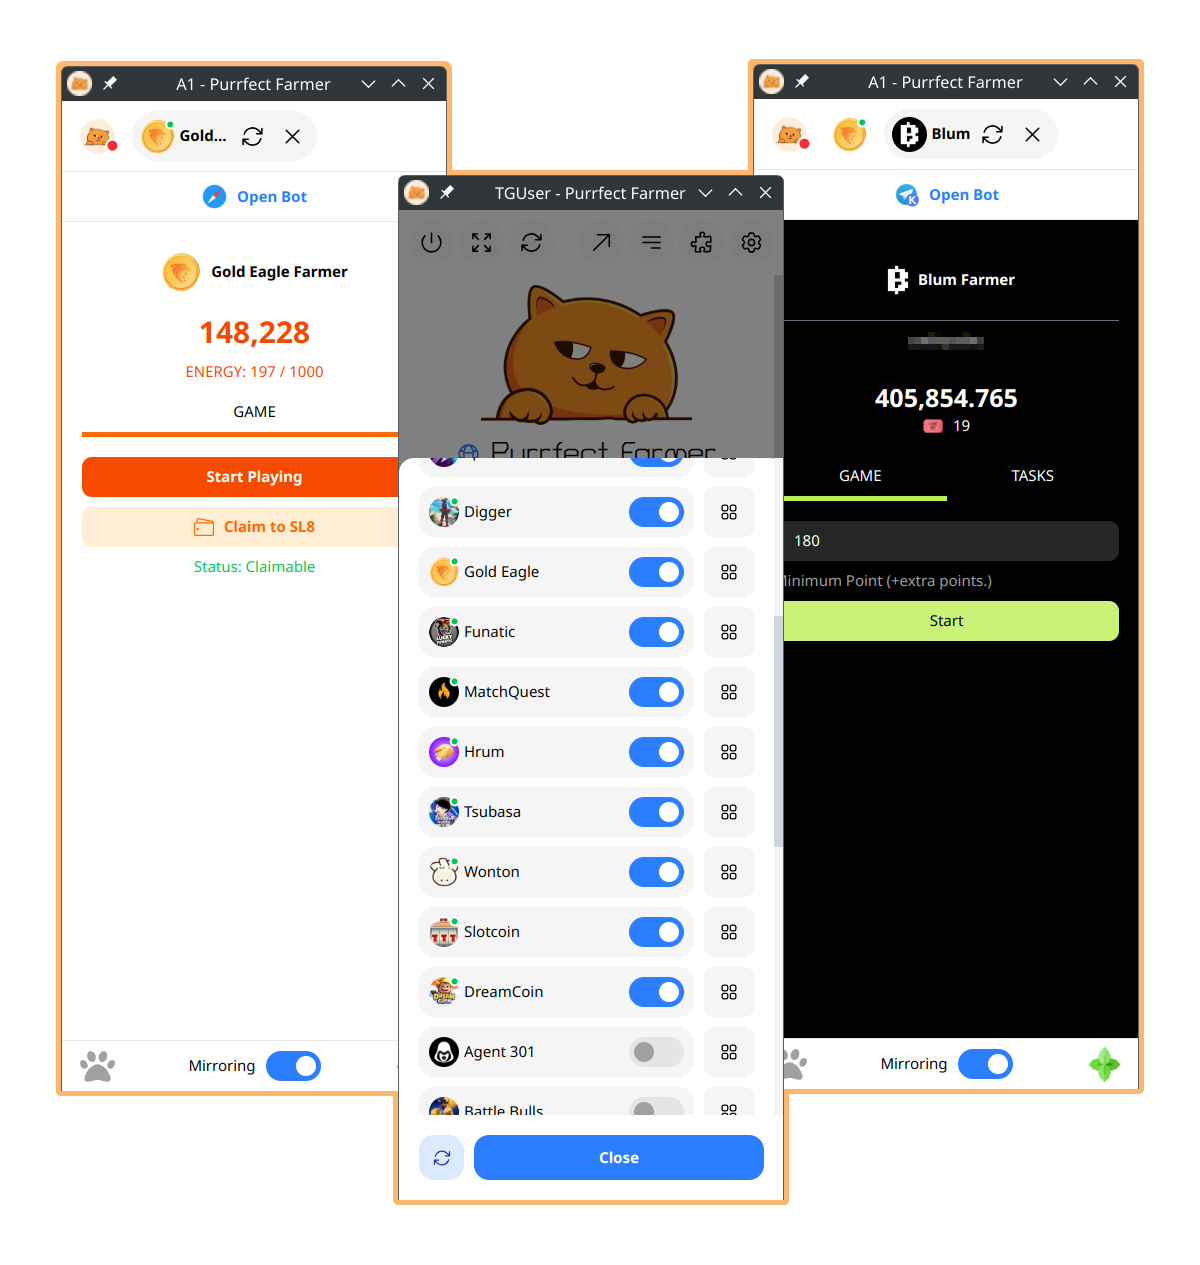 A1 - Purrfect Farmer
Gold...
Open Bot
Gold Eagle Farmer
148,228
ENERGY: 197 / 1000
GAME
Start Playing
Claim to SL8
Status: Claimable
Mirroring
TGUser - Purrfect Farmer
Purrfect Farmer
Digger
Gold Eagle
Funatic
MatchQuest
Hrum
Tsubasa
Wonton
Slotcoin
DreamCoin
Agent 301
Battle Bulls
Close
A1 - Purrfect Farmer
Blum
Open Bot
Blum Farmer
405,854.765
19
GAME TASKS
180
Minimum Point (+extra points.)
Start
Mirroring